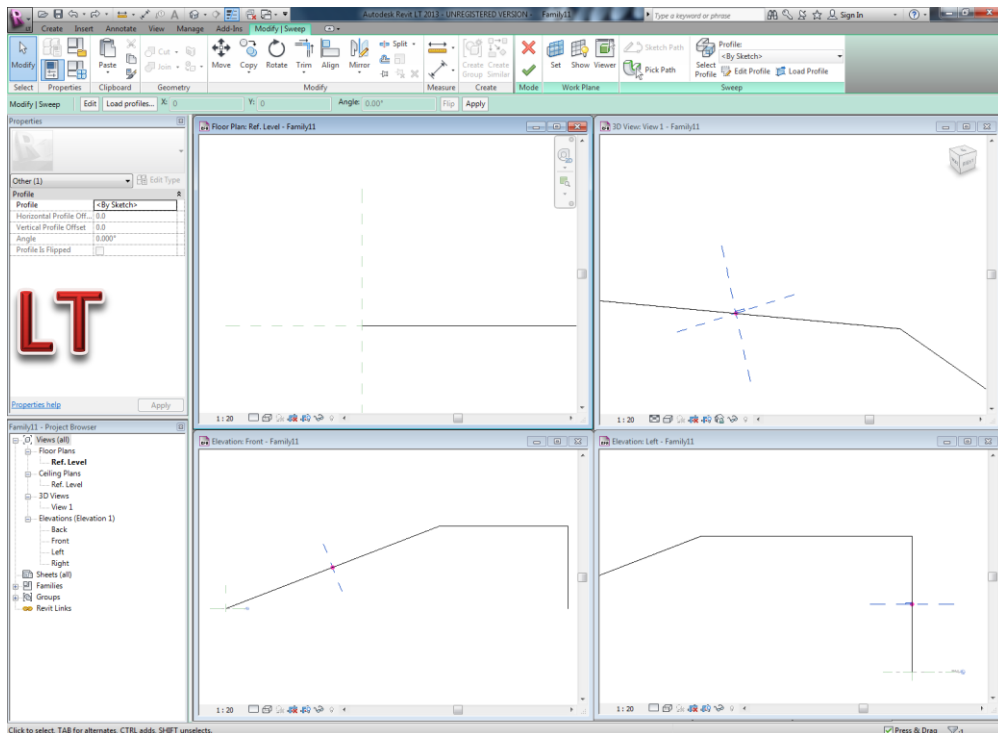 Autodesk Revit LT 2013 - UNREGISTERED VERSION - Family11
Type a keyword or phrase
Sign In
Create Insert Annotate View Manage Add-Ins Modify | Sweep
Modify
Paste
Cut
Join
Move Copy Rotate Trim Align Mirror
Split
Create Group
Create Similar
Set Show Viewer
Sketch Path
Pick Path
Select Profile
Profile:
<By Sketch>
Edit Profile Load Profile
Select Properties Clipboard Geometry Modify Measure Create Mode Work Plane Sweep
Modify | Sweep Edit Load profiles... X: 0 Y: 0 Angle: 0.00° Flip Apply
Properties
Other (1) Edit Type
Profile
Profile <By Sketch>
Horizontal Profile Off... 0.0
Vertical Profile Offset 0.0
Angle 0.000°
Profile Is Flipped
LT
Properties help Apply
Family11 - Project Browser
Views (all)
Floor Plans
Ref. Level
Ceiling Plans
Ref. Level
3D Views
View 1
Elevations (Elevation 1)
Back
Front
Left
Right
Sheets (all)
Families
Groups
Revit Links
Floor Plan: Ref. Level - Family11
1 : 20
3D View: View 1 - Family11
1 : 20
Elevation: Front - Family11
1 : 20
Elevation: Left - Family11
1 : 20
Click to select, TAB for alternates, CTRL adds, SHIFT unselects.
Press & Drag